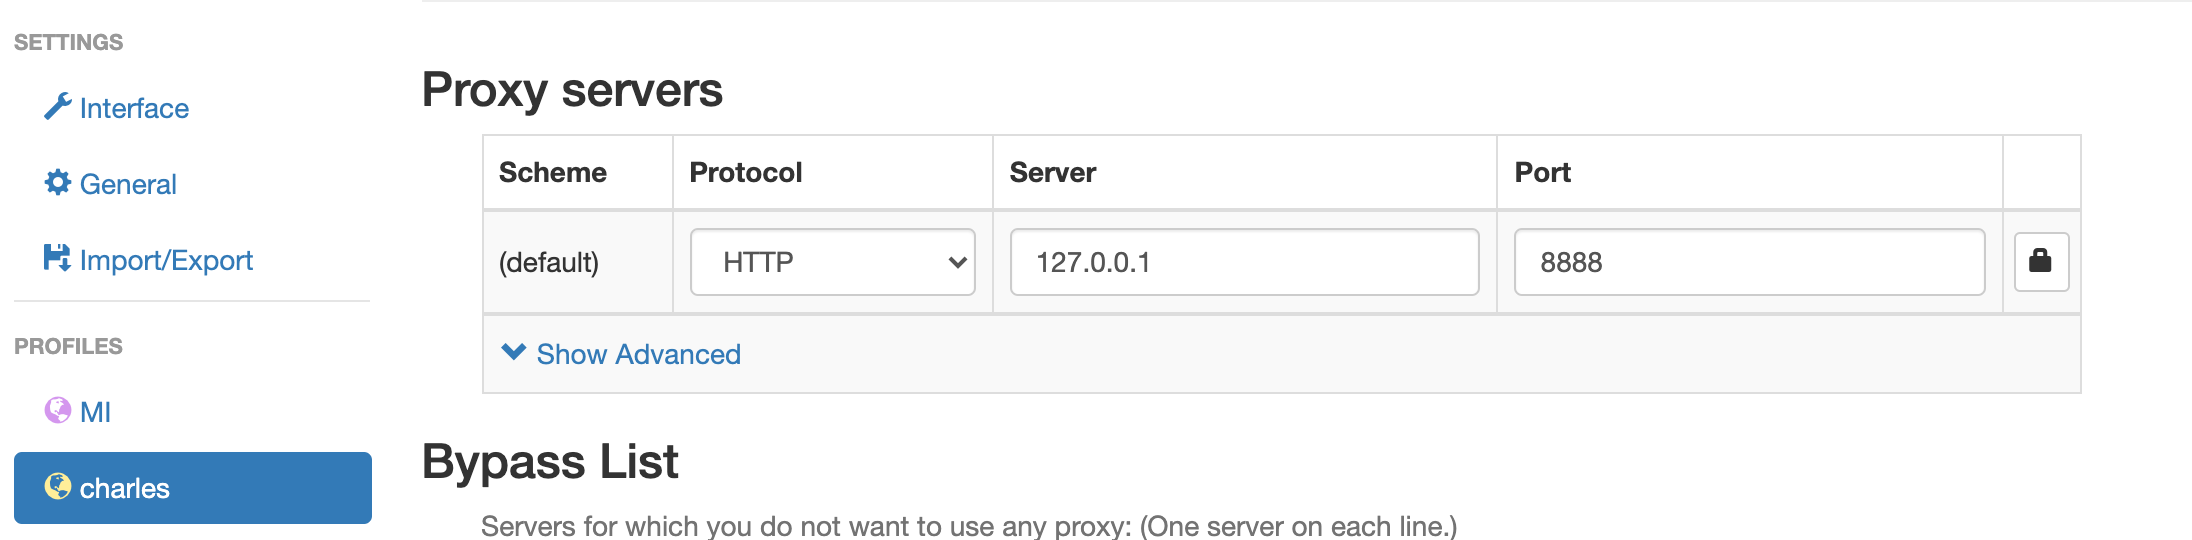 SETTINGS
Interface
General
Import/Export
PROFILES
MI
charles
Proxy servers
Scheme Protocol Server Port
(default) HTTP 127.0.0.1 8888
Show Advanced
Bypass List
Servers for which you do not want to use any proxy: (One server on each line.)